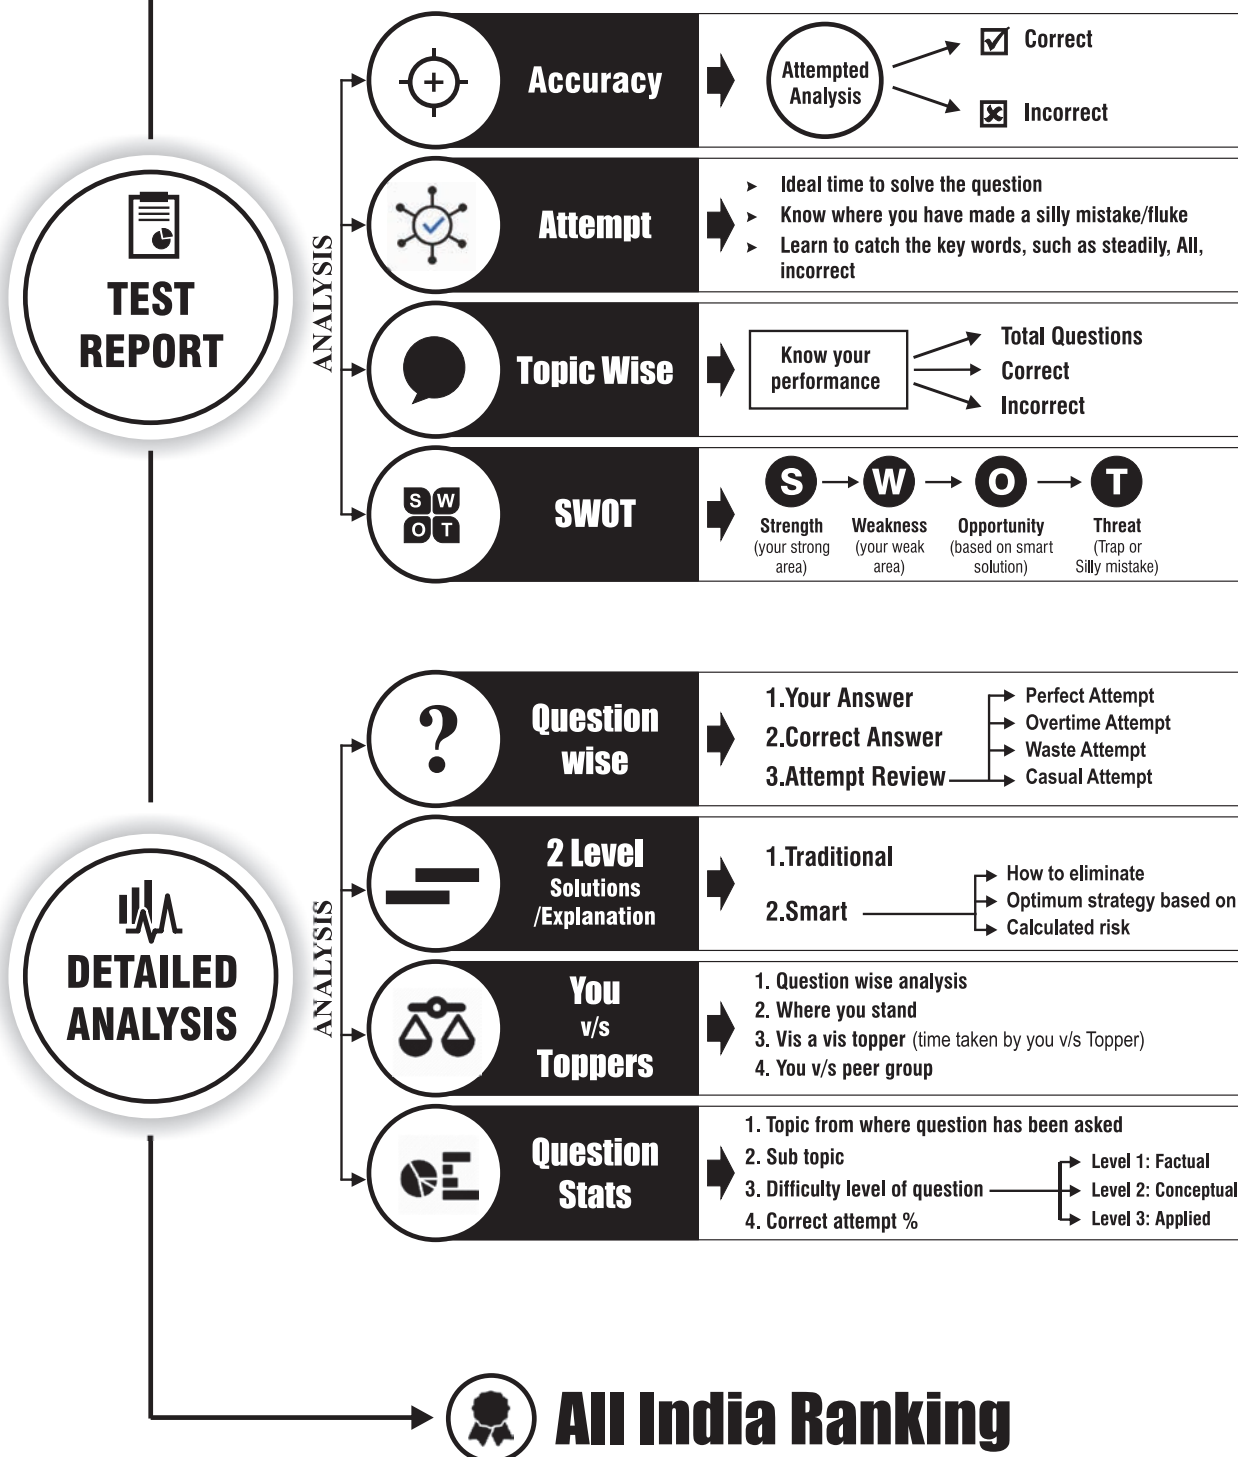 TEST
REPORT
ANALYSIS
Accuracy
Attempted
Analysis
Correct
Incorrect
Attempt
➤ Ideal time to solve the question
➤ Know where you have made a silly mistake/fluke
➤ Learn to catch the key words, such as steadily, All,
incorrect
Topic Wise
Know your
performance
Total Questions
Correct
Incorrect
S W
O T
SWOT
S W O T
Strength Weakness Opportunity Threat
(your strong (your weak (based on smart (Trap or
area) area) solution) Silly mistake)
DETAILED
ANALYSIS
ANALYSIS
?
Question
wise
1.Your Answer
2.Correct Answer
3.Attempt Review
Perfect Attempt
Overtime Attempt
Waste Attempt
Casual Attempt
2 Level
Solutions
/Explanation
1.Traditional
2.Smart
How to eliminate
Optimum strategy based on
Calculated risk
You
v/s
Toppers
1. Question wise analysis
2. Where you stand
3. Vis a vis topper (time taken by you v/s Topper)
4. You v/s peer group
Question
Stats
1. Topic from where question has been asked
2. Sub topic
3. Difficulty level of question
4. Correct attempt %
Level 1: Factual
Level 2: Conceptual
Level 3: Applied
All India Ranking